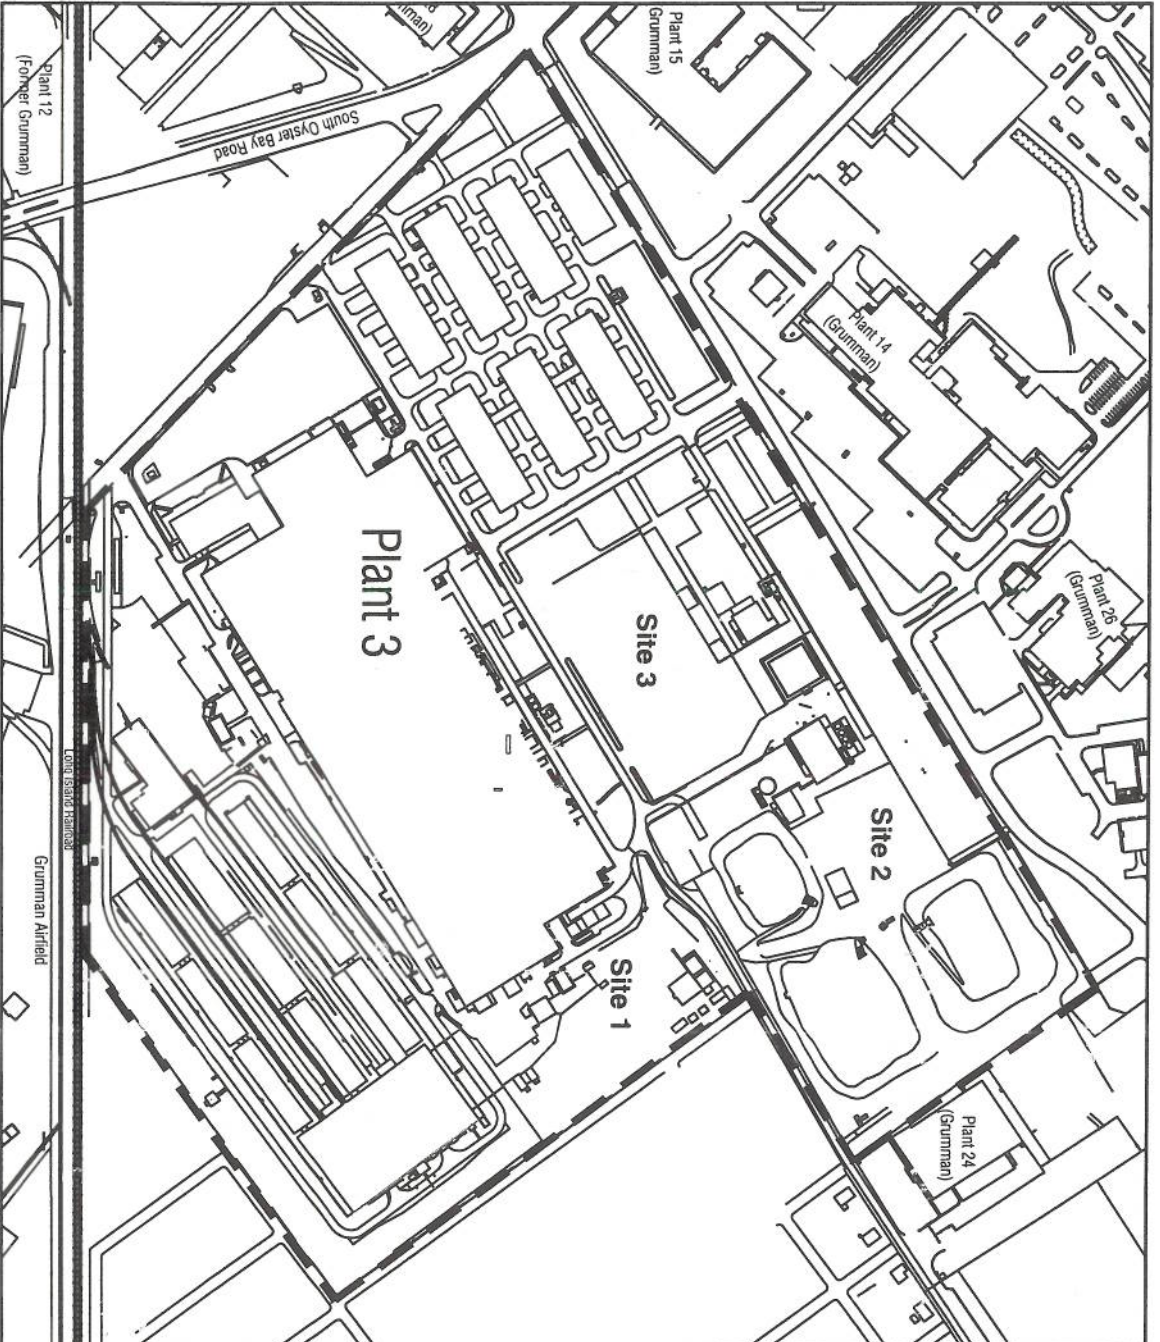 Plant 15
Grumman)
Plant 12
(Former Grumman)
South Oyster Bay Road
Plant 14
(Grumman)
Plant 26
(Grumman)
Plant 3
Site 3
Site 2
Site 1
Long Island Railroad
Grumman Airfield
Plant 24
(Grumman)